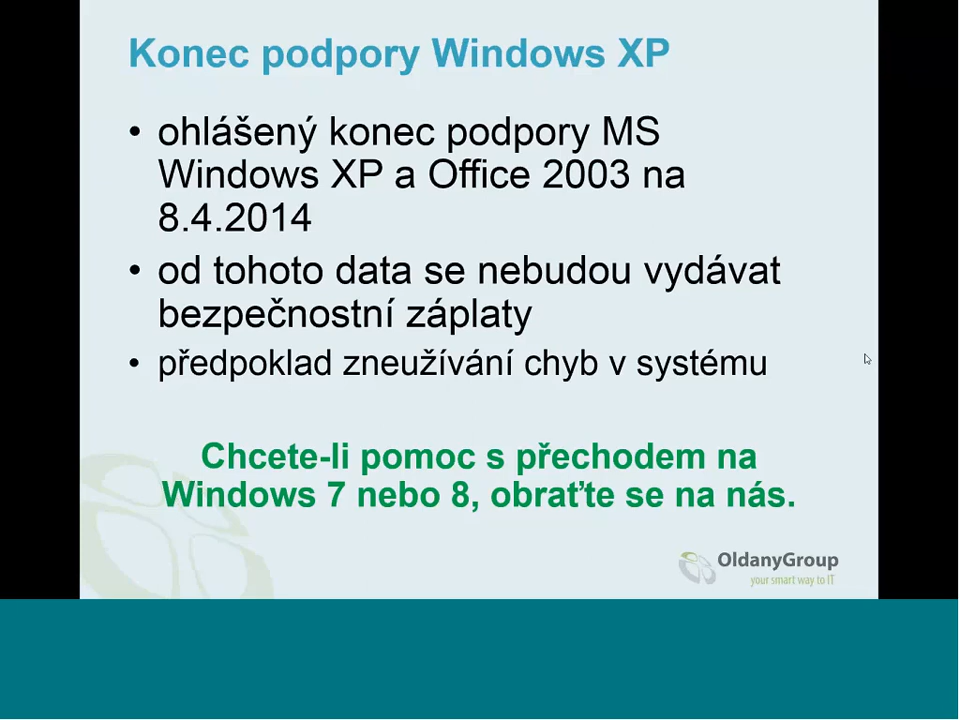 Konec podpory Windows XP
• ohlášený konec podpory MS
Windows XP a Office 2003 na
8.4.2014
• od tohoto data se nebudou vydávat
bezpečnostní záplaty
• předpoklad zneužívání chyb v systému
Chcete-li pomoc s přechodem na
Windows 7 nebo 8, obraťte se na nás.
OldanyGroup
your smart way to IT